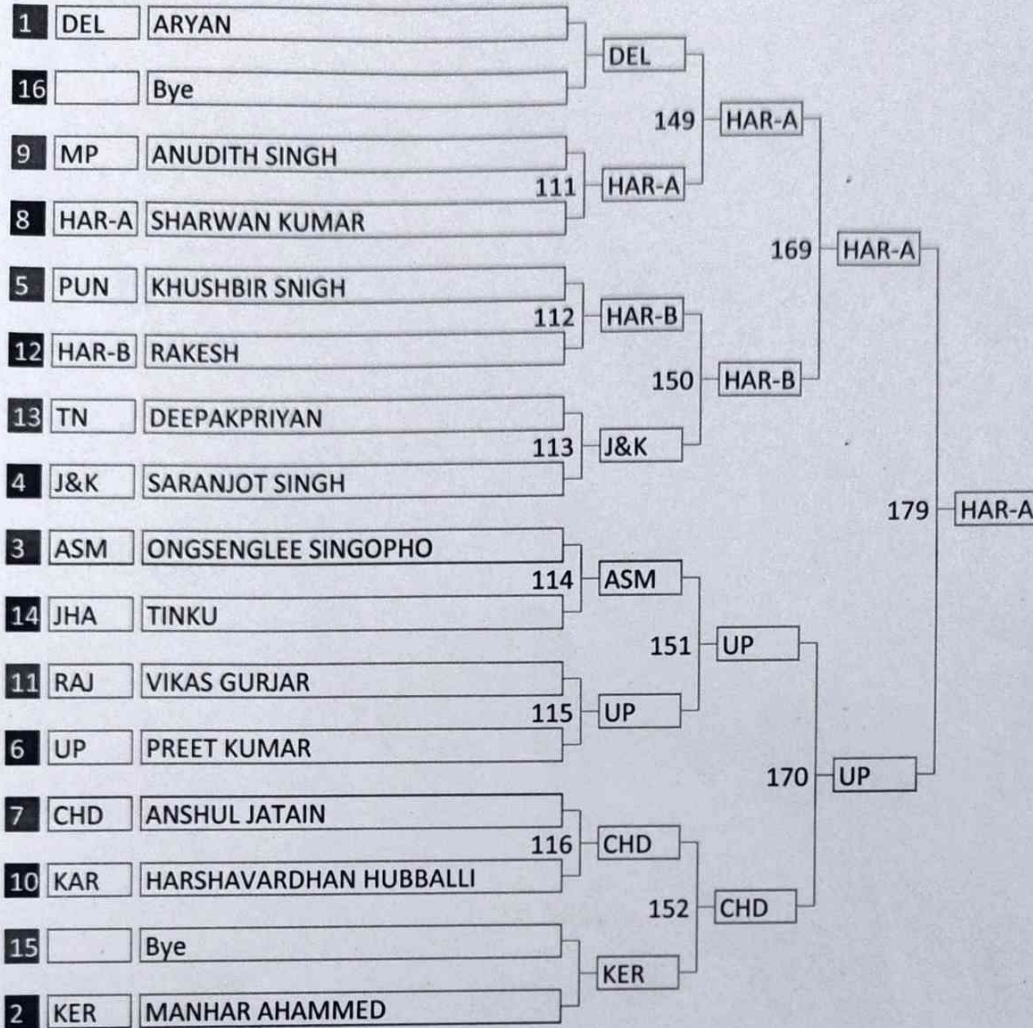 1 DEL ARYAN
DEL
16 Bye
149 HAR-A
9 MP ANUDITH SINGH
111 HAR-A
8 HAR-A SHARWAN KUMAR
169 HAR-A
5 PUN KHUSHBIR SNIGH
112 HAR-B
12 HAR-B RAKESH
150 HAR-B
13 TN DEEPAKPRIYAN
113 J&K
4 J&K SARANJOT SINGH
179 HAR-A
3 ASM ONGSENGLEE SINGOPHO
114 ASM
14 JHA TINKU
151 UP
11 RAJ VIKAS GURJAR
115 UP
6 UP PREET KUMAR
170 UP
7 CHD ANSHUL JATAIN
116 CHD
10 KAR HARSHAVARDHAN HUBBALLI
152 CHD
15 Bye
KER
2 KER MANHAR AHAMMED